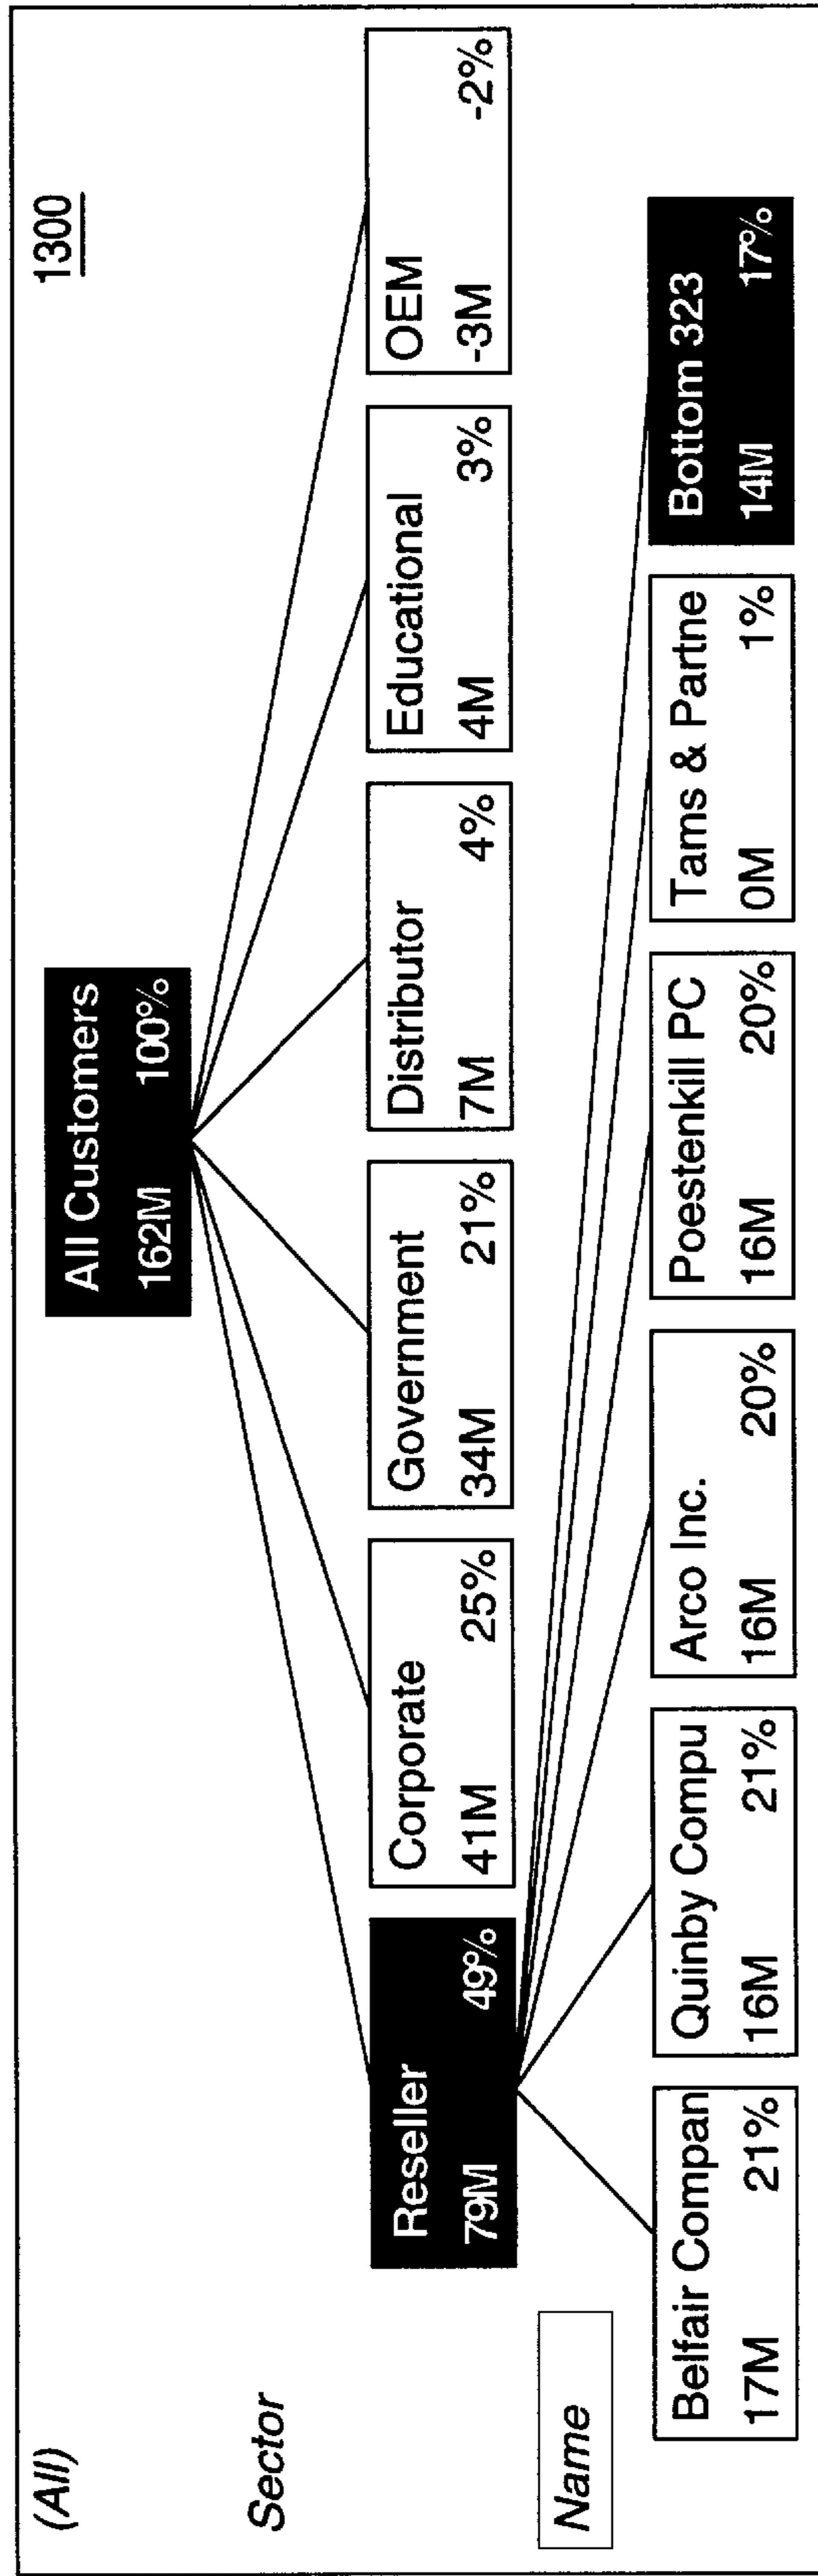 (All)
1300
All Customers
162M 100%
Sector
Reseller
79M 49%
Corporate
41M 25%
Government
34M 21%
Distributor
7M 4%
Educational
4M 3%
OEM
-3M -2%
Name
Belfair Compan
17M 21%
Quinby Compu
16M 21%
Arco Inc.
16M 20%
Poestenkill PC
16M 20%
Tams & Partne
0M 1%
Bottom 323
14M 17%